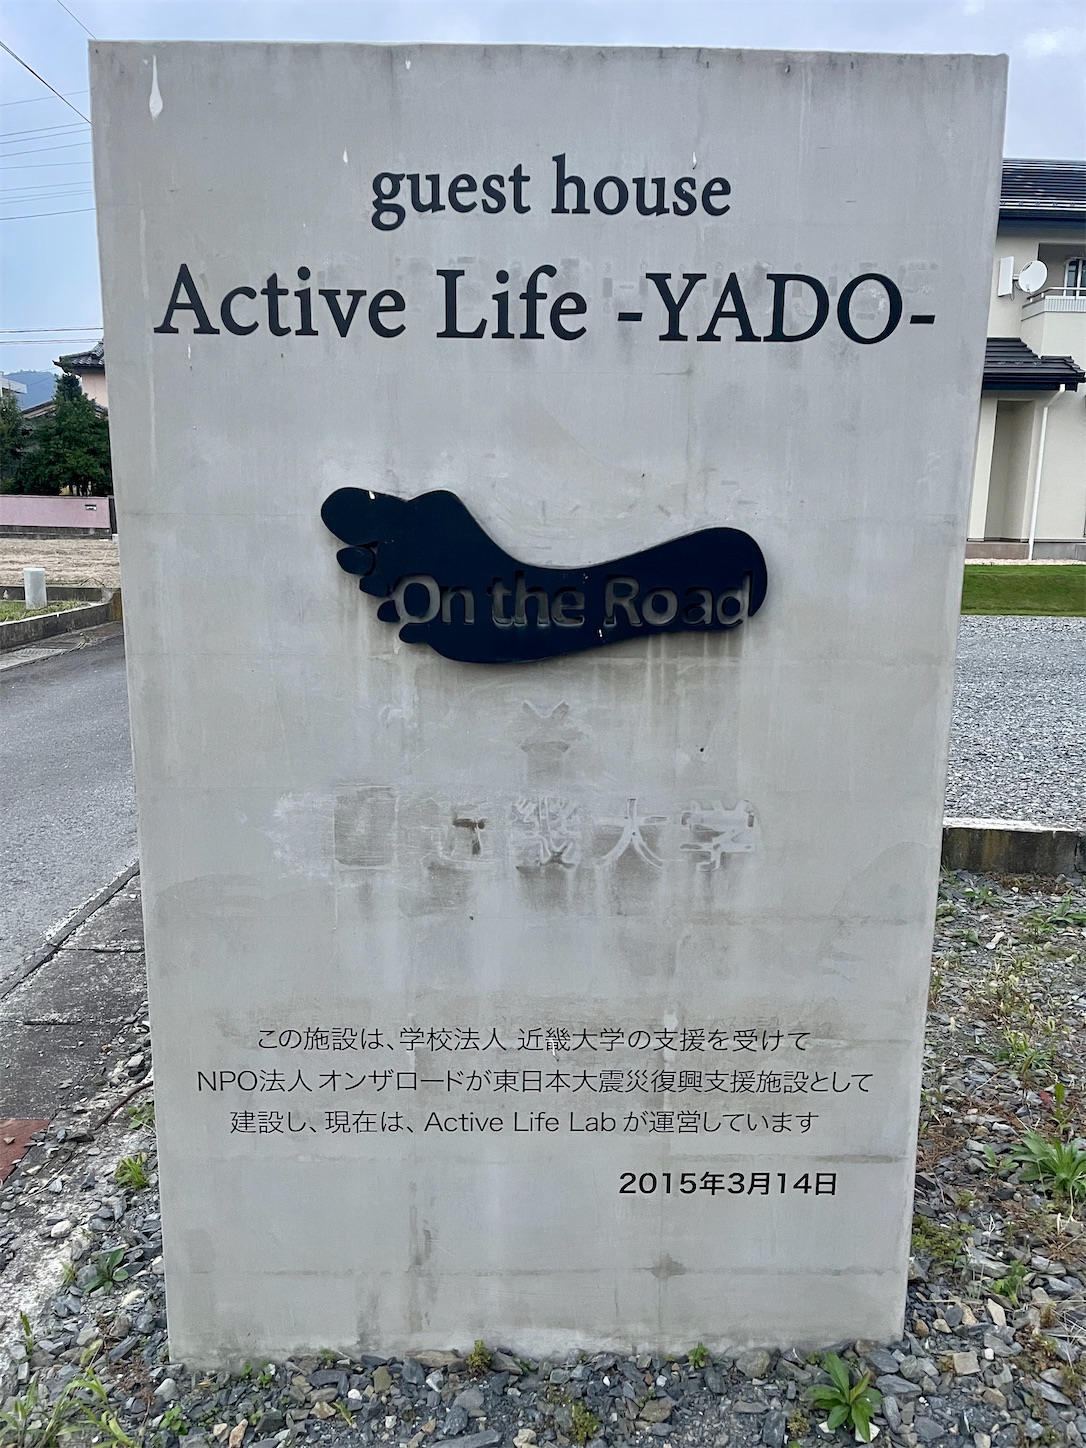 guest house
Active Life -YADO-
On the Road
近畿大学
この施設は、学校法人 近畿大学の支援を受けて
NPO法人 オンザロードが東日本大震災復興支援施設として
建設し、現在は、Active Life Lab が運営しています
2015年3月14日